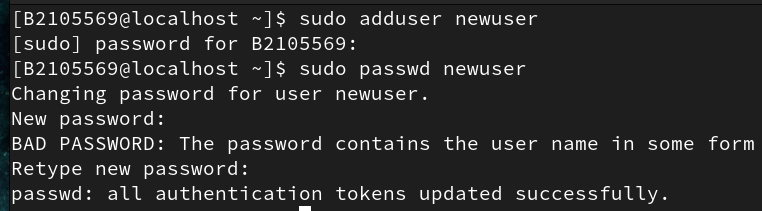 [B2105569@localhost ~]$ sudo adduser newuser
[sudo] password for B2105569:
[B2105569@localhost ~]$ sudo passwd newuser
Changing password for user newuser.
New password:
BAD PASSWORD: The password contains the user name in some form
Retype new password:
passwd: all authentication tokens updated successfully.